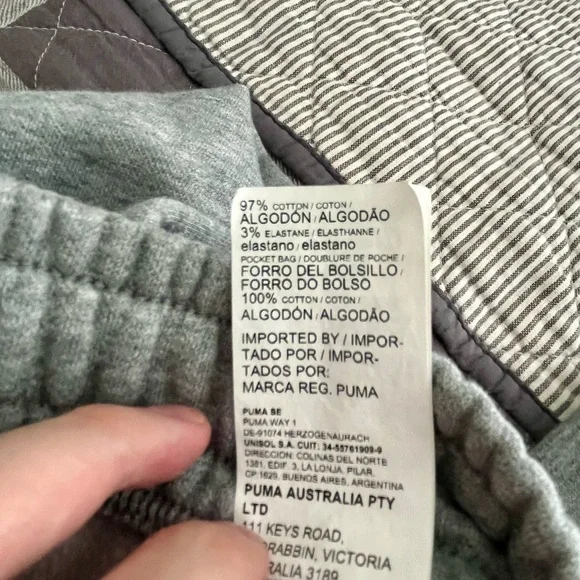 97% COTTON / COTON /
ALGODÓN / ALGODÃO
3% ELASTANE / ÉLASTHANNE /
elastano / elastano
POCKET BAG / DOUBLURE DE POCHE /
FORRO DEL BOLSILLO /
FORRO DO BOLSO
100% COTTON / COTON /
ALGODÓN / ALGODÃO
IMPORTED BY / IMPOR-
TADO POR / IMPOR-
TADOS POR:
MARCA REG. PUMA
PUMA SE
PUMA WAY 1
DE-91074 HERZOGENAURACH
UNISOL S.A. CUIT: 34-55761909-9
DIRECCION: COLINAS DEL NORTE
1381, EDIF. 3, LA LONJA, PILAR,
CP 1629, BUENOS AIRES, ARGENTINA
PUMA AUSTRALIA PTY
LTD
111 KEYS ROAD,
RABBIN, VICTORIA
RALIA 3189